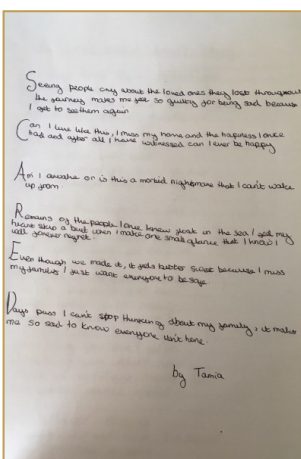 Seeing people cry about the loved ones they lost throughout
the journey makes me feel so guilty for being sad because
I get to see them again
Can I live like this, I miss my home and the happiness I once
had and after all I have witnessed can I ever be happy
Am I awake or is this a morbid nightmare that I can't wake
up from
Remains of the people I once knew float in the sea I feel my
heart skip a beat when I make one small glance that I know I
will forever regret.
Even though we made it, it feels bitter sweet because I miss
my family I just want everyone to be safe
Days pass I can't stop thinking about my family, it makes
me so sad to know everyone isn't here.
by Tamia